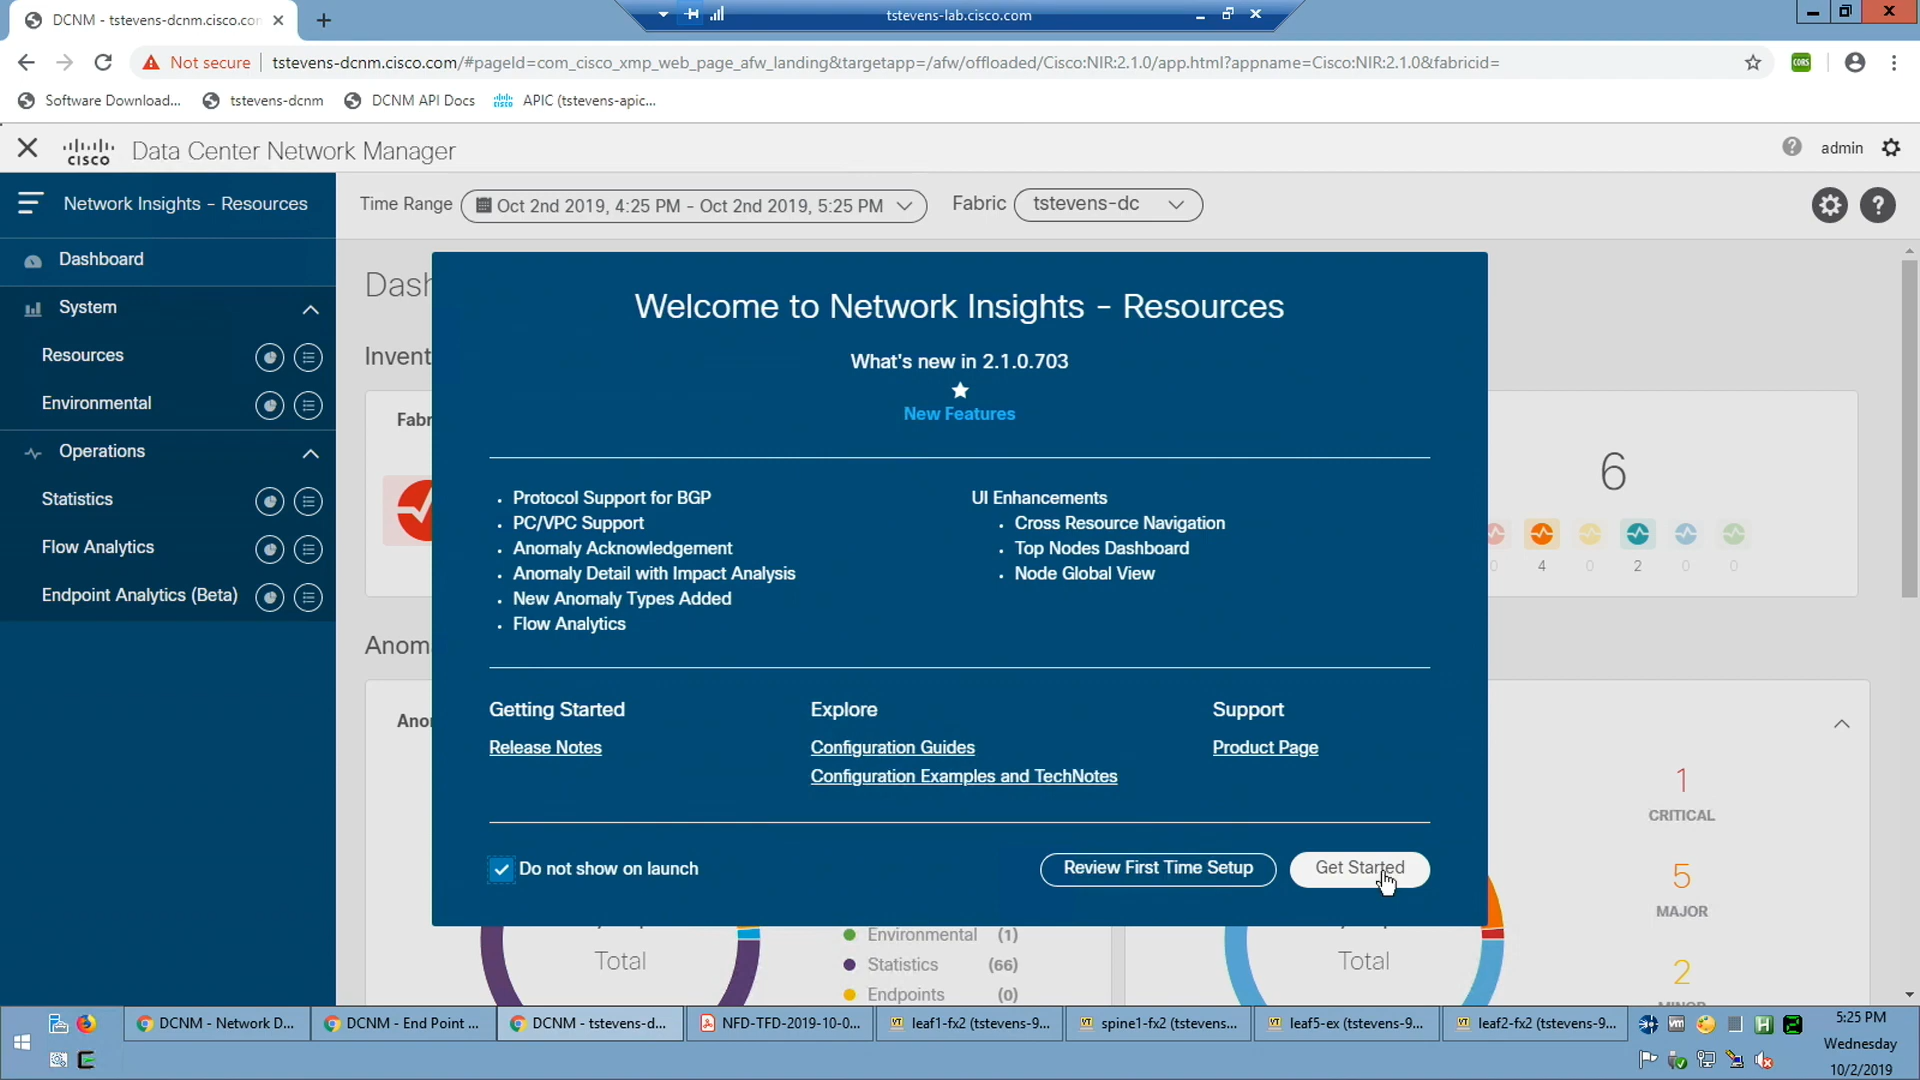 DCNM - tstevens-dcnm.cisco.con
tstevens-lab.cisco.com
Not secure
tstevens-dcnm.cisco.com/#pageId=com_cisco_xmp_web_page_afw_landing&targetapp=/afw/offloaded/Cisco:NIR:2.1.0/app.html?appname=Cisco:NIR:2.1.0&fabricid=
CORS
Software Download...
tstevens-dcnm
DCNM API Docs
APIC (tstevens-apic...
CISCO
Data Center Network Manager
admin
Network Insights - Resources
Time Range
Oct 2nd 2019, 4:25 PM - Oct 2nd 2019, 5:25 PM
Fabric
tstevens-dc
Dashboard
System
Resources
Environmental
Operations
Statistics
Flow Analytics
Endpoint Analytics (Beta)
Dash
Invent
Fabr
6
0 4 0 2 0 0
Anom
Anor
Welcome to Network Insights - Resources
What's new in 2.1.0.703
New Features
Protocol Support for BGP
PC/VPC Support
Anomaly Acknowledgement
Anomaly Detail with Impact Analysis
New Anomaly Types Added
Flow Analytics
UI Enhancements
Cross Resource Navigation
Top Nodes Dashboard
Node Global View
Getting Started
Release Notes
Explore
Configuration Guides
Configuration Examples and TechNotes
Support
Product Page
Do not show on launch
Review First Time Setup
Get Started
1
CRITICAL
5
MAJOR
2
MINOR
Total
Environmental (1)
Statistics (66)
Endpoints (0)
Total
DCNM - Network D...
DCNM - End Point ...
DCNM - tstevens-d...
NFD-TFD-2019-10-0...
leaf1-fx2 (tstevens-9...
spine1-fx2 (tstevens...
leaf5-ex (tstevens-9...
leaf2-fx2 (tstevens-9...
5:25 PM
Wednesday
10/2/2019